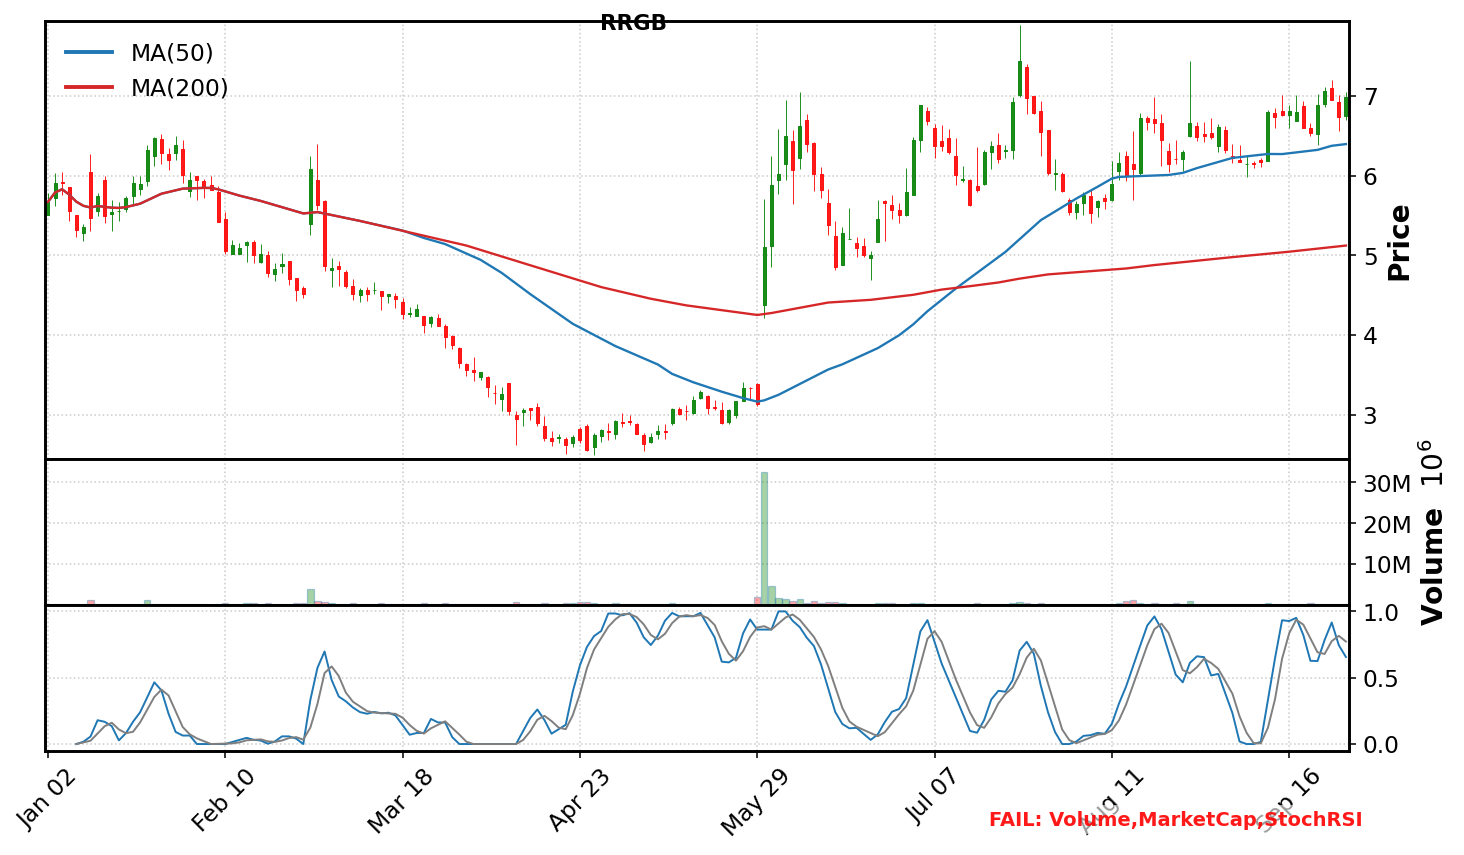 RRGB
MA(50)
MA(200)
7
6
5
4
3
Price
30M
20M
10M
Volume 10^6
1.0
0.5
0.0
Jan 02
Feb 10
Mar 18
Apr 23
May 29
Jul 07
Aug 11
Sep 16
FAIL: Volume,MarketCap,StochRSI